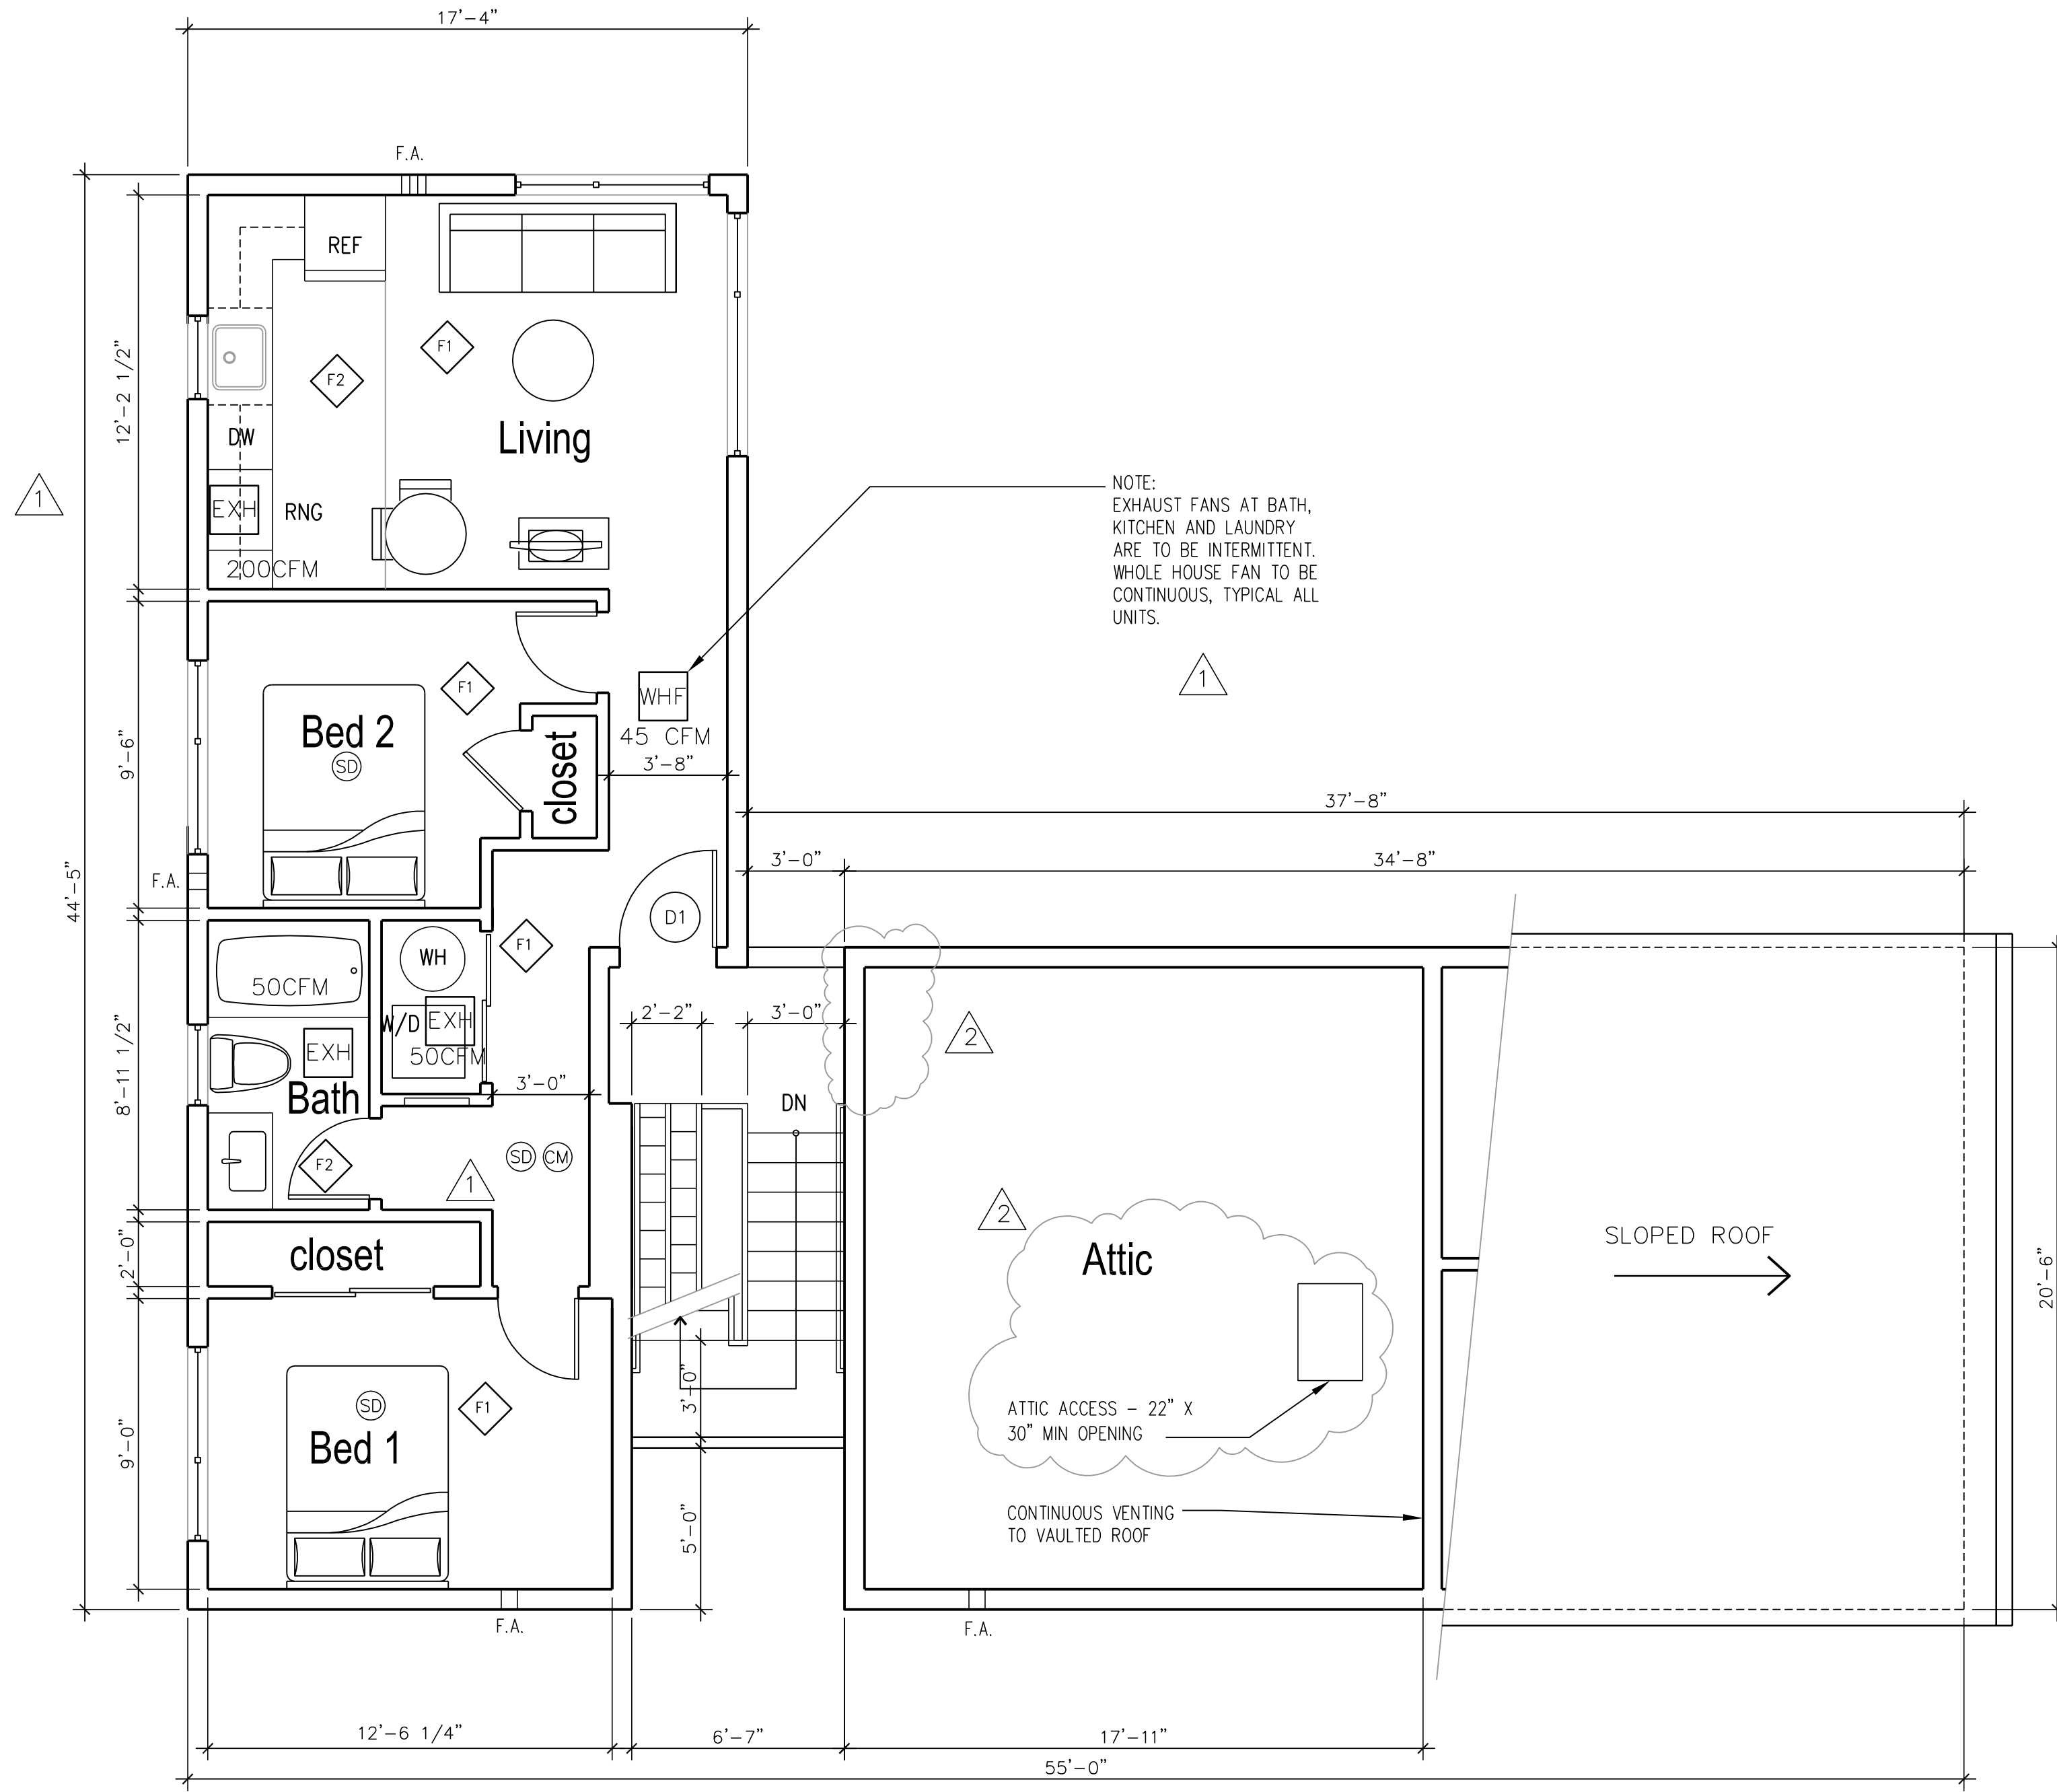 17'-4"
F.A.
REF
F1
F2
12'-2 1/2"
Living
DW
1
EXH
RNG
200CFM
NOTE:
EXHAUST FANS AT BATH,
KITCHEN AND LAUNDRY
ARE TO BE INTERMITTENT.
WHOLE HOUSE FAN TO BE
CONTINUOUS, TYPICAL ALL
UNITS.
1
F1
WHF
45 CFM
Bed 2
SD
closet
9'-6"
3'-8"
37'-8"
3'-0"
34'-8"
44'-5"
F.A.
D1
F1
WH
50CFM
W/D
EXH
50CFM
EXH
Bath
8'-11 1/2"
2'-2"
3'-0"
2
3'-0"
DN
SD
CM
F2
1
2
closet
2'-0"
Attic
SLOPED ROOF
20'-6"
SD
F1
Bed 1
9'-0"
3'-0"
ATTIC ACCESS - 22" X
30" MIN OPENING
5'-0"
CONTINUOUS VENTING
TO VAULTED ROOF
F.A.
F.A.
12'-6 1/4"
6'-7"
17'-11"
55'-0"